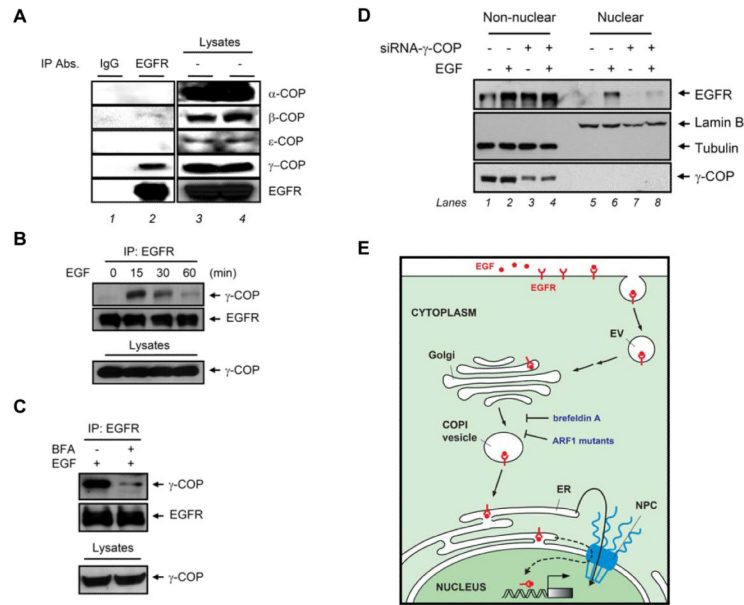 A
Lysates
IP Abs. IgG EGFR - -
α-COP
β-COP
ε-COP
γ-COP
EGFR
1 2 3 4
B
IP: EGFR
EGF 0 15 30 60 (min)
γ-COP
EGFR
Lysates
γ-COP
C
IP: EGFR
BFA - +
EGF + +
γ-COP
EGFR
Lysates
γ-COP
D
Non-nuclear Nuclear
siRNA-γ-COP - - + + - - + +
EGF - + - + - + - +
EGFR
Lamin B
Tubulin
γ-COP
Lanes 1 2 3 4 5 6 7 8
E
EGF
EGFR
CYTOPLASM
EV
Golgi
brefeldin A
COPI
vesicle
ARF1 mutants
ER
NPC
NUCLEUS